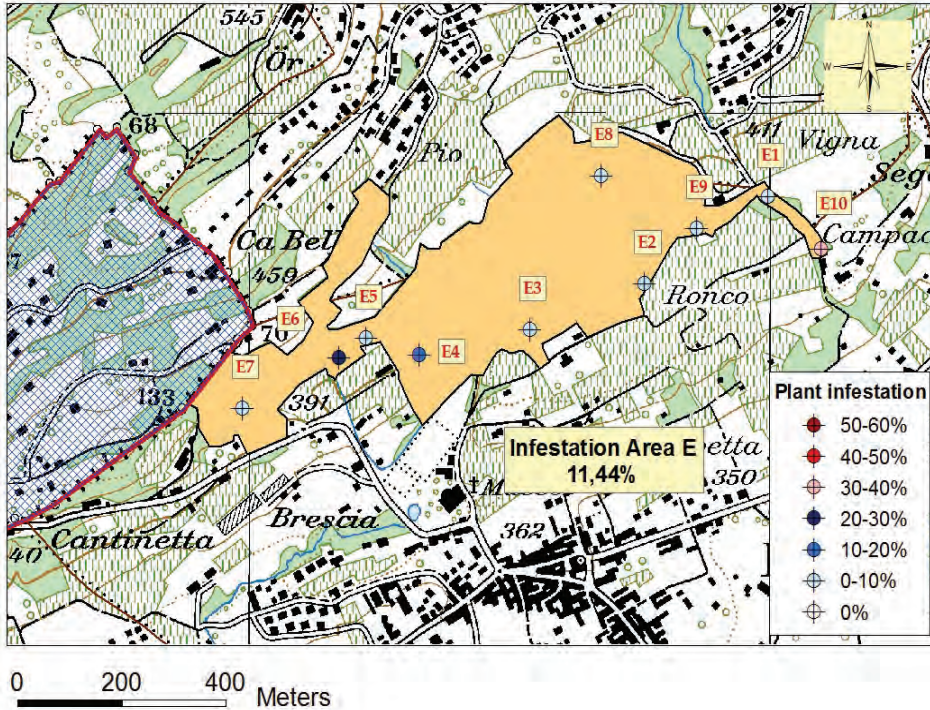 545
Or
N
W E
S
68
Pio
E8
411
E1
Vigna
Sege
E9
E10
Campac
Ca Bell
459
E2
E5
E3
Ronco
E6
70
E7
E4
133
391
Plant infestation
50-60%
40-50%
30-40%
20-30%
10-20%
0-10%
0%
Infestation Area E
11,44%
etta
350
Brescia
362
40
Cantinetta
0 200 400 Meters